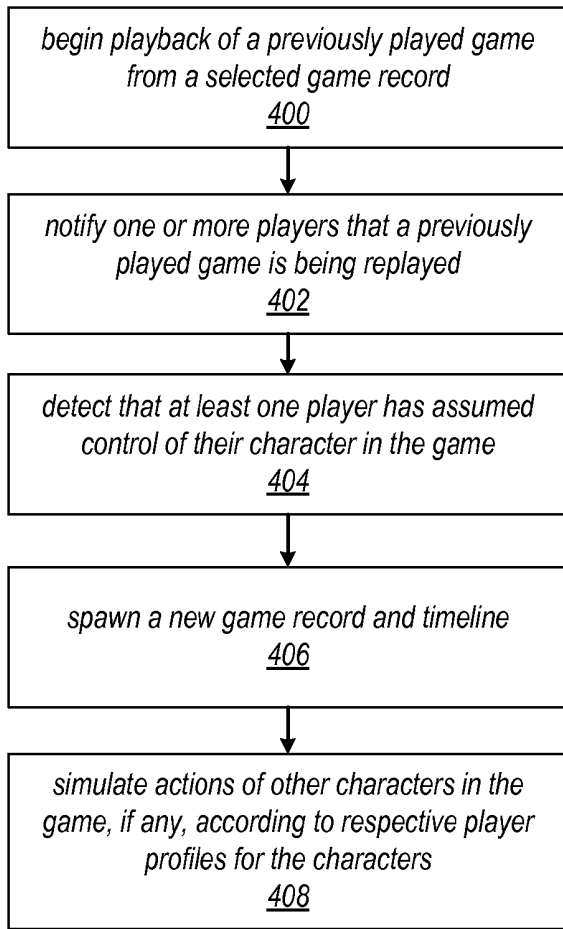 begin playback of a previously played game
from a selected game record
400
notify one or more players that a previously
played game is being replayed
402
detect that at least one player has assumed
control of their character in the game
404
spawn a new game record and timeline
406
simulate actions of other characters in the
game, if any, according to respective player
profiles for the characters
408